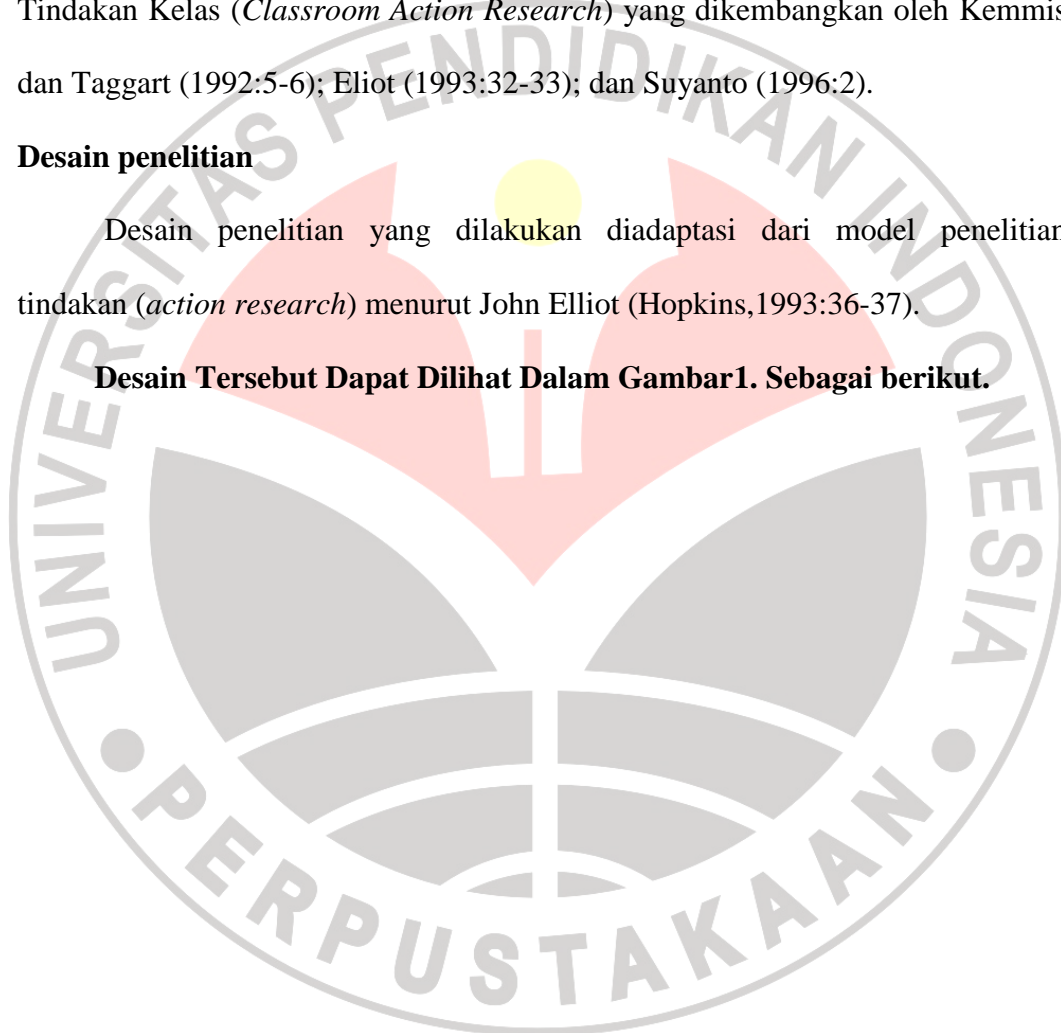 Tindakan Kelas (Classroom Action Research) yang dikembangkan oleh Kemmis
dan Taggart (1992:5-6); Eliot (1993:32-33); dan Suyanto (1996:2).
Desain penelitian
Desain penelitian yang dilakukan diadaptasi dari model penelitian
tindakan (action research) menurut John Elliot (Hopkins,1993:36-37).
Desain Tersebut Dapat Dilihat Dalam Gambar1. Sebagai berikut.
UNIVERSITAS PENDIDIKAN INDONESIA
PERPUSTAKAAN